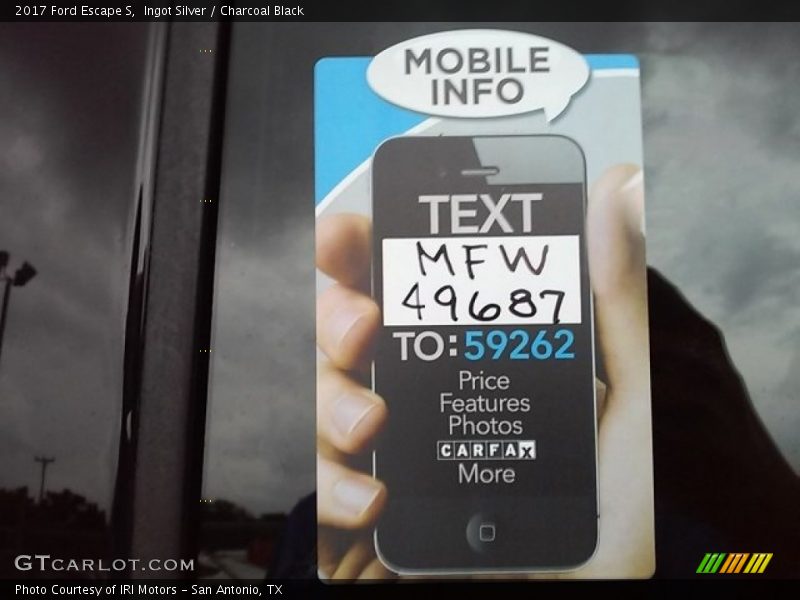 2017 Ford Escape S,  Ingot Silver / Charcoal Black
MOBILE
INFO
TEXT
MFW
49687
TO: 59262
Price
Features
Photos
CARFAX
More
GTCARLOT.COM
Photo Courtesy of IRI Motors - San Antonio, TX